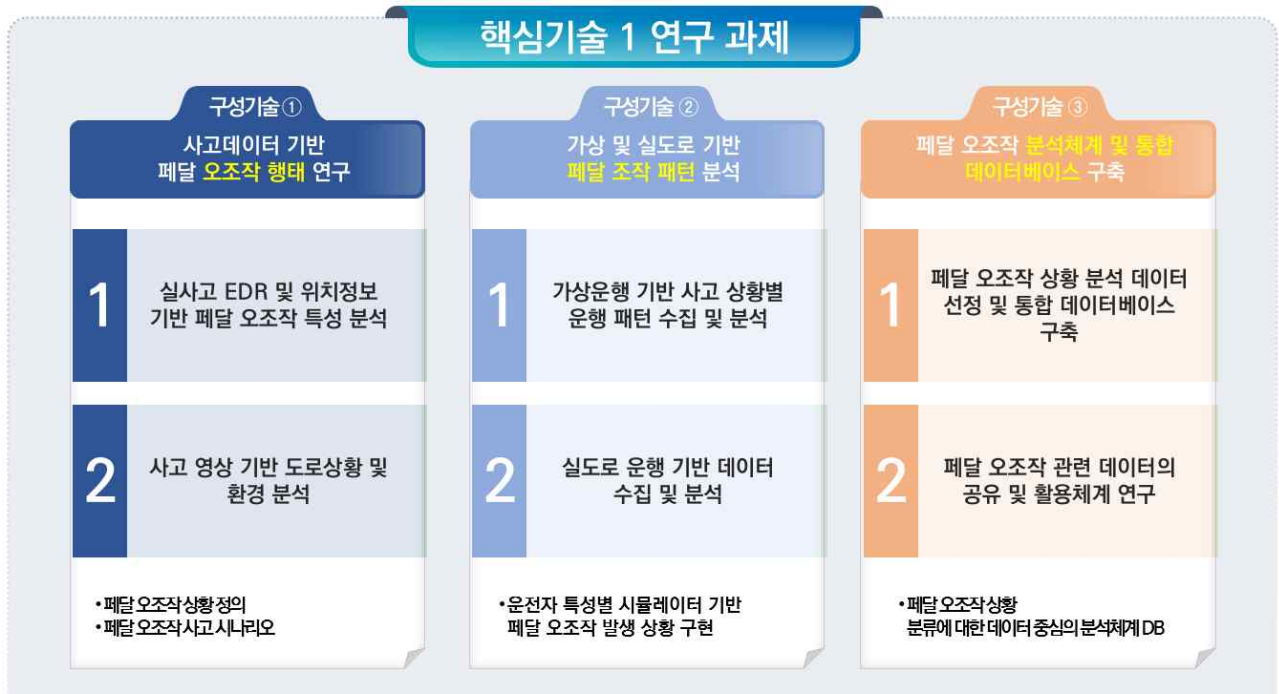 핵심기술 1 연구 과제
구성기술①
사고데이터 기반
페달 오조작 행태 연구
1
실사고 EDR 및 위치정보
기반 페달 오조작 특성 분석
2
사고 영상 기반 도로상황 및
환경 분석
•페달 오조작 상황 정의
•페달 오조작 사고 시나리오
구성기술②
가상 및 실도로 기반
페달 조작 패턴 분석
1
가상운행 기반 사고 상황별
운행 패턴 수집 및 분석
2
실도로 운행 기반 데이터
수집 및 분석
•운전자 특성별 시뮬레이터 기반
페달 오조작 발생 상황 구현
구성기술③
페달 오조작 분석체계 및 통합
데이터베이스 구축
1
페달 오조작 상황 분석 데이터
선정 및 통합 데이터베이스
구축
2
페달 오조작 관련 데이터의
공유 및 활용체계 연구
•페달 오조작 상황
분류에 대한 데이터 중심의 분석체계 DB